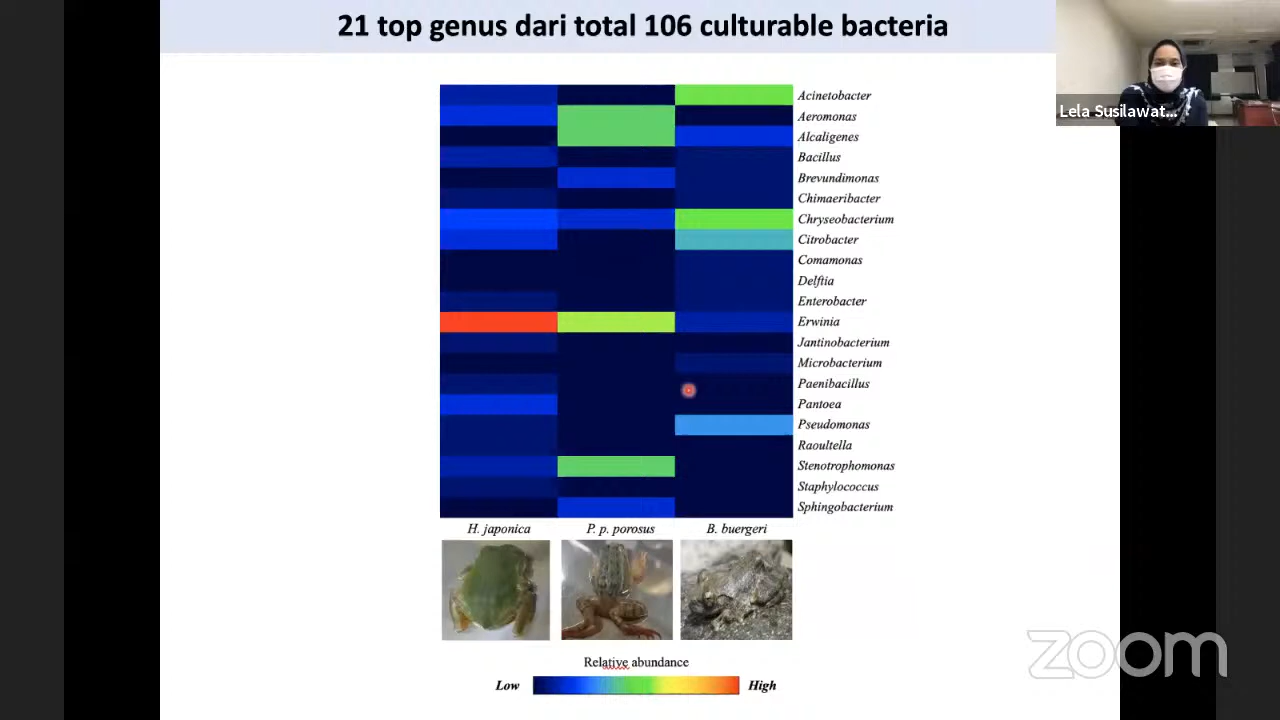 21 top genus dari total 106 culturable bacteria
Lela Susilawat...
Acinetobacter
Aeromonas
Alcaligenes
Bacillus
Brevundimonas
Chimaeribacter
Chryseobacterium
Citrobacter
Comamonas
Delftia
Enterobacter
Erwinia
Jantinobacterium
Microbacterium
Paenibacillus
Pantoea
Pseudomonas
Raoultella
Stenotrophomonas
Staphylococcus
Sphingobacterium
H. japonica P. p. porosus B. buergeri
Relative abundance
Low High
zoom